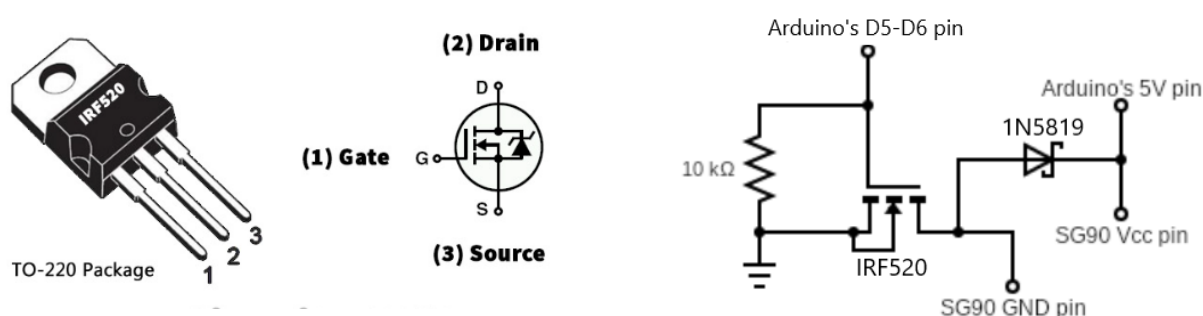 IRF520
1
2
3
TO-220 Package
(2) Drain
D
(1) Gate
G
S
(3) Source
Arduino's D5-D6 pin
Arduino's 5V pin
1N5819
10 kΩ
SG90 Vcc pin
IRF520
SG90 GND pin